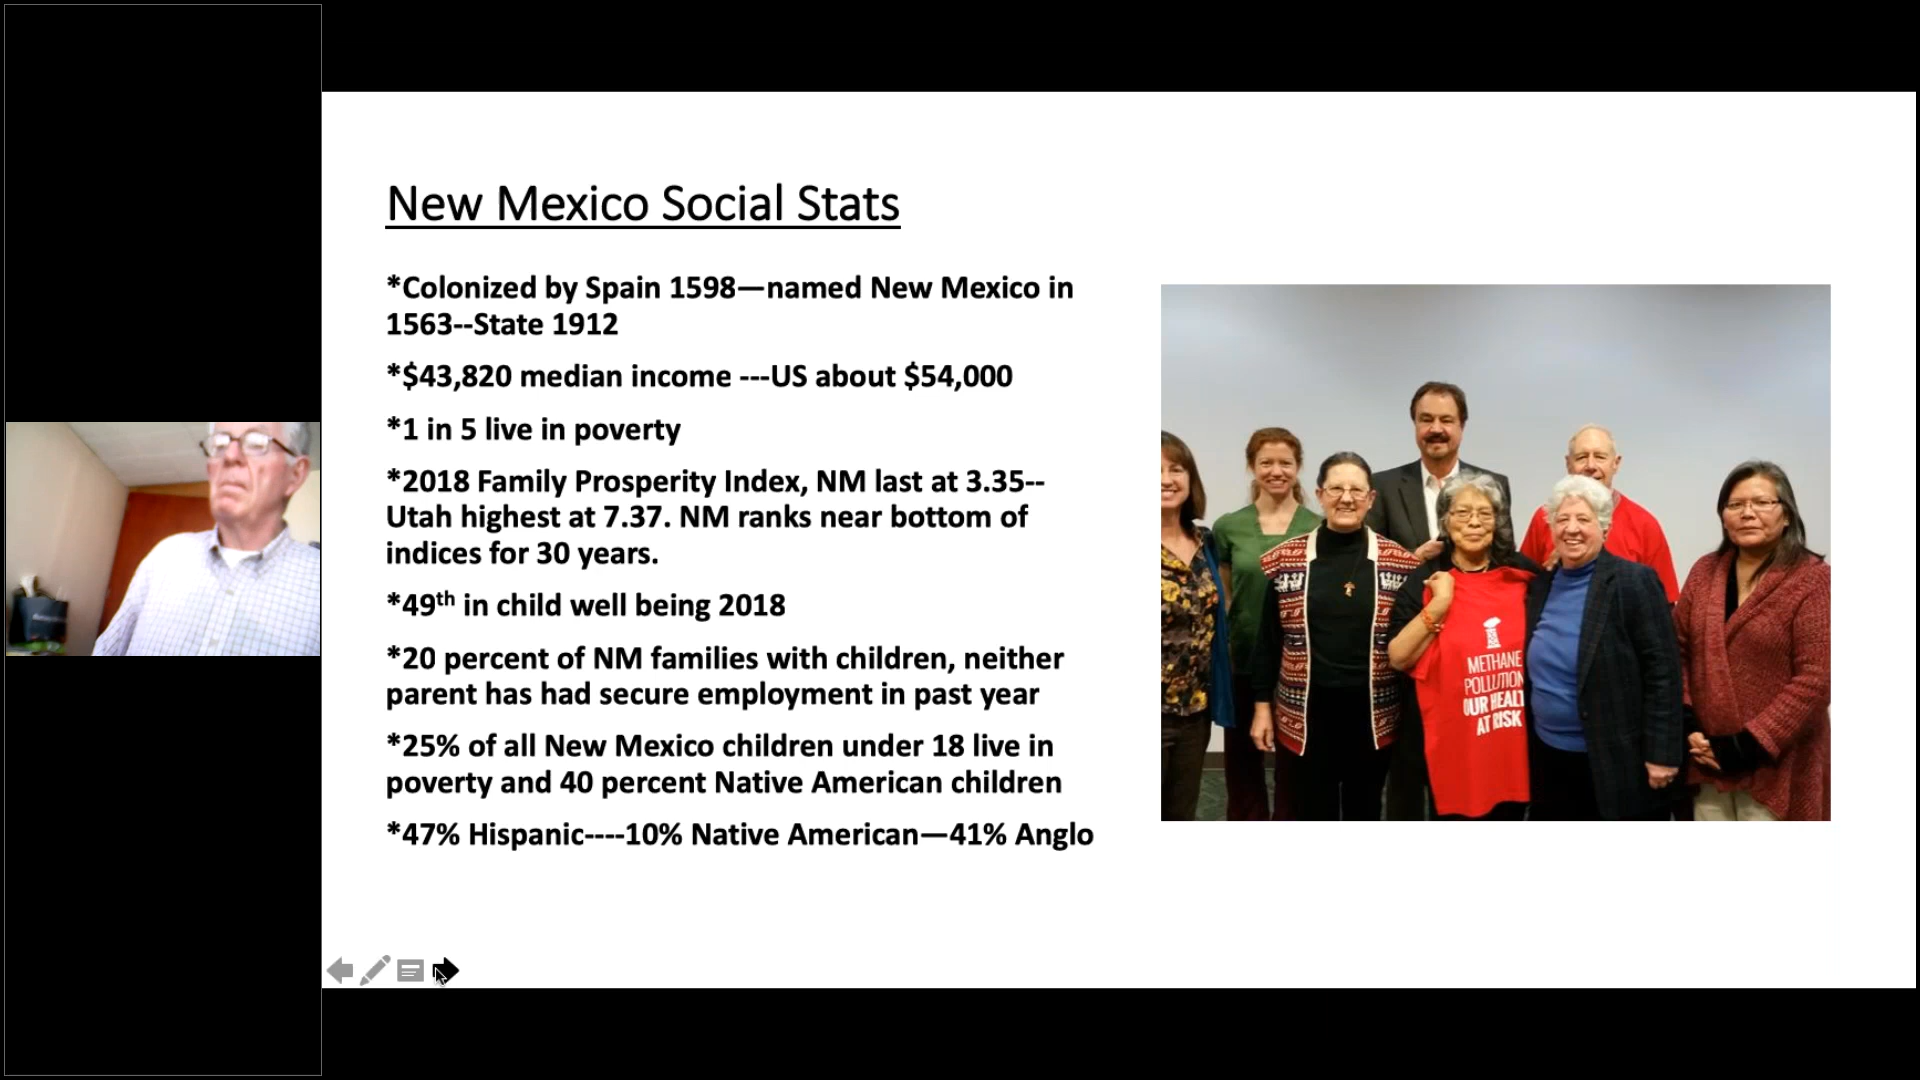 New Mexico Social Stats
*Colonized by Spain 1598—named New Mexico in
1563--State 1912
*$43,820 median income ---US about $54,000
*1 in 5 live in poverty
*2018 Family Prosperity Index, NM last at 3.35--
Utah highest at 7.37. NM ranks near bottom of
indices for 30 years.
*49th in child well being 2018
*20 percent of NM families with children, neither
parent has had secure employment in past year
*25% of all New Mexico children under 18 live in
poverty and 40 percent Native American children
*47% Hispanic----10% Native American—41% Anglo
METHANE
POLLUTION
OUR HEALT
AT RISK